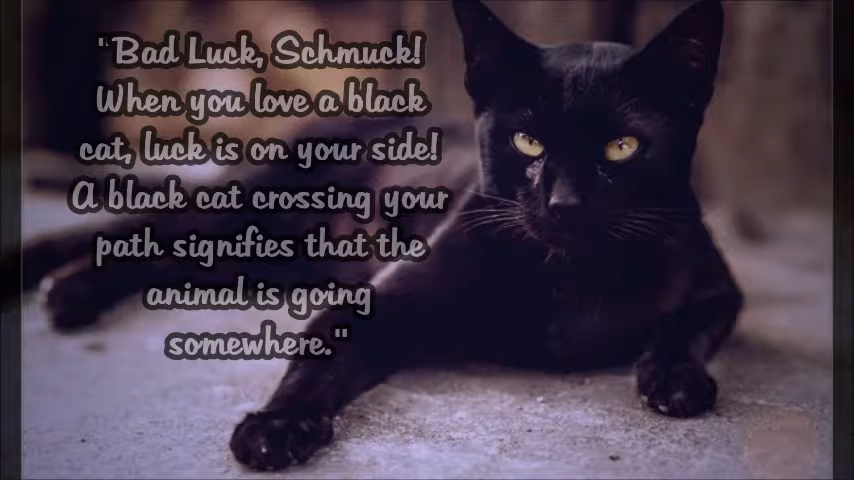 "Bad Luck, Schmuck!
When you love a black
cat, luck is on your side!
A black cat crossing your
path signifies that the
animal is going
somewhere."